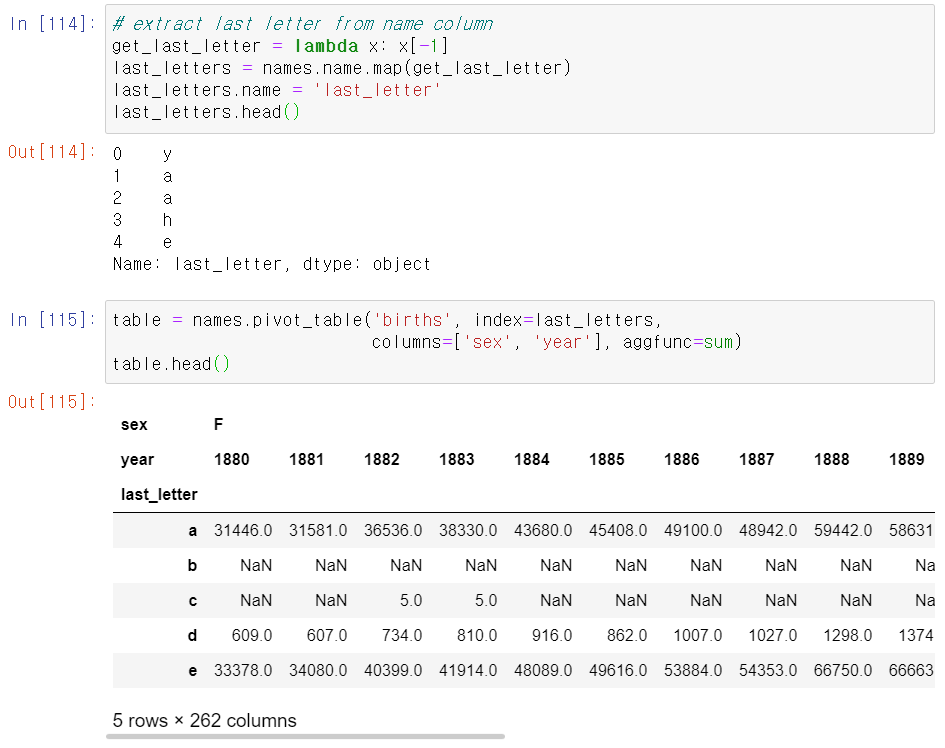 In [114]: # extract last letter from name column
get_last_letter = lambda x: x[-1]
last_letters = names.name.map(get_last_letter)
last_letters.name = 'last_letter'
last_letters.head()
Out[114]: 0 y
1 a
2 a
3 h
4 e
Name: last_letter, dtype: object
In [115]: table = names.pivot_table('births', index=last_letters,
columns=['sex', 'year'], aggfunc=sum)
table.head()
Out[115]:
sex F
year 1880 1881 1882 1883 1884 1885 1886 1887 1888 1889
last_letter
a 31446.0 31581.0 36536.0 38330.0 43680.0 45408.0 49100.0 48942.0 59442.0 58631
b NaN NaN NaN NaN NaN NaN NaN NaN NaN Na
c NaN NaN 5.0 5.0 NaN NaN NaN NaN NaN Na
d 609.0 607.0 734.0 810.0 916.0 862.0 1007.0 1027.0 1298.0 1374
e 33378.0 34080.0 40399.0 41914.0 48089.0 49616.0 53884.0 54353.0 66750.0 66663
5 rows × 262 columns